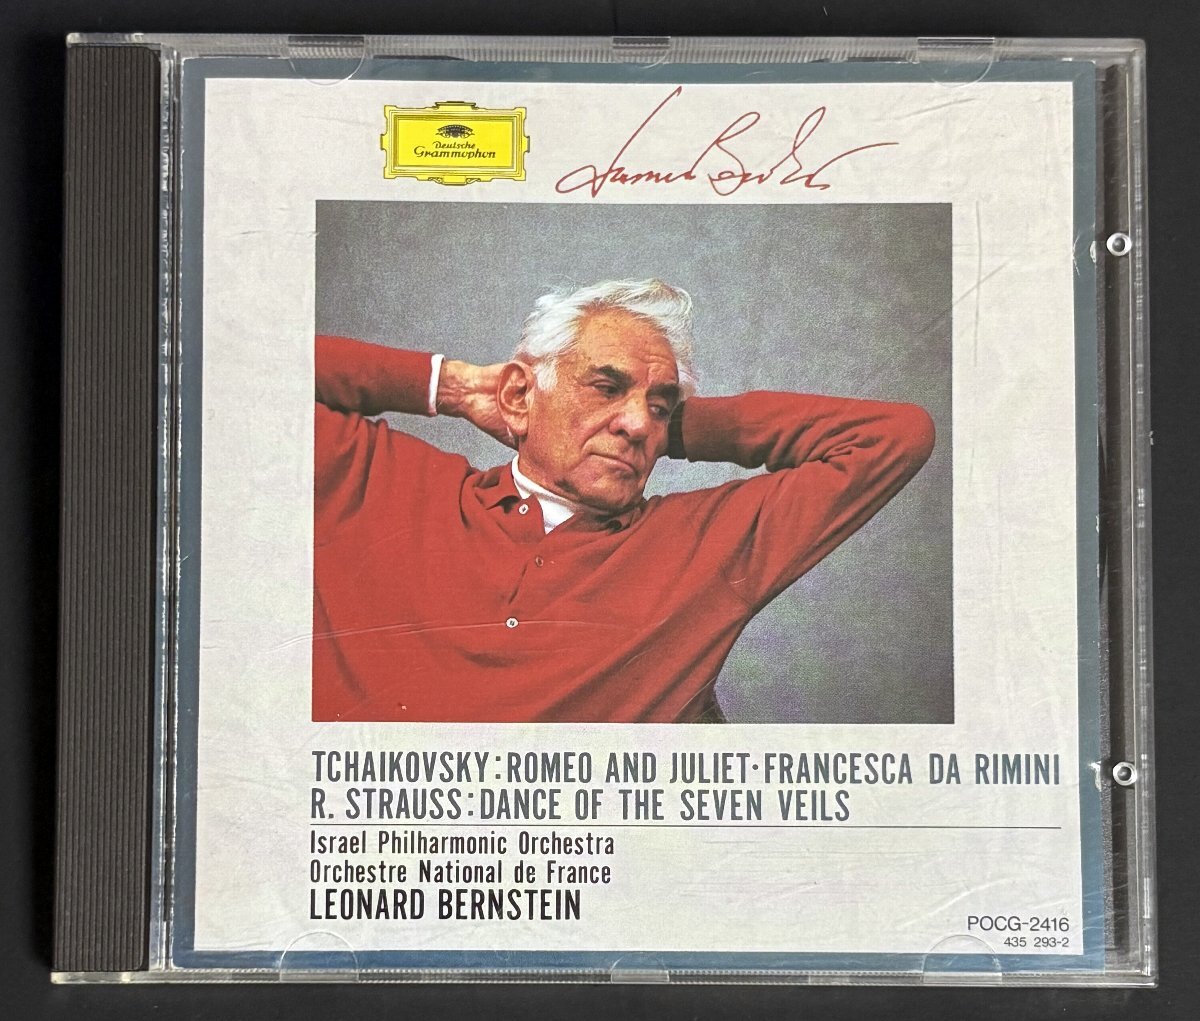 Deutsche
Grammophon
TCHAIKOVSKY:ROMEO AND JULIET·FRANCESCA DA RIMINI
R. STRAUSS:DANCE OF THE SEVEN VEILS
Israel Philharmonic Orchestra
Orchestre National de France
LEONARD BERNSTEIN
POCG-2416
435 293-2